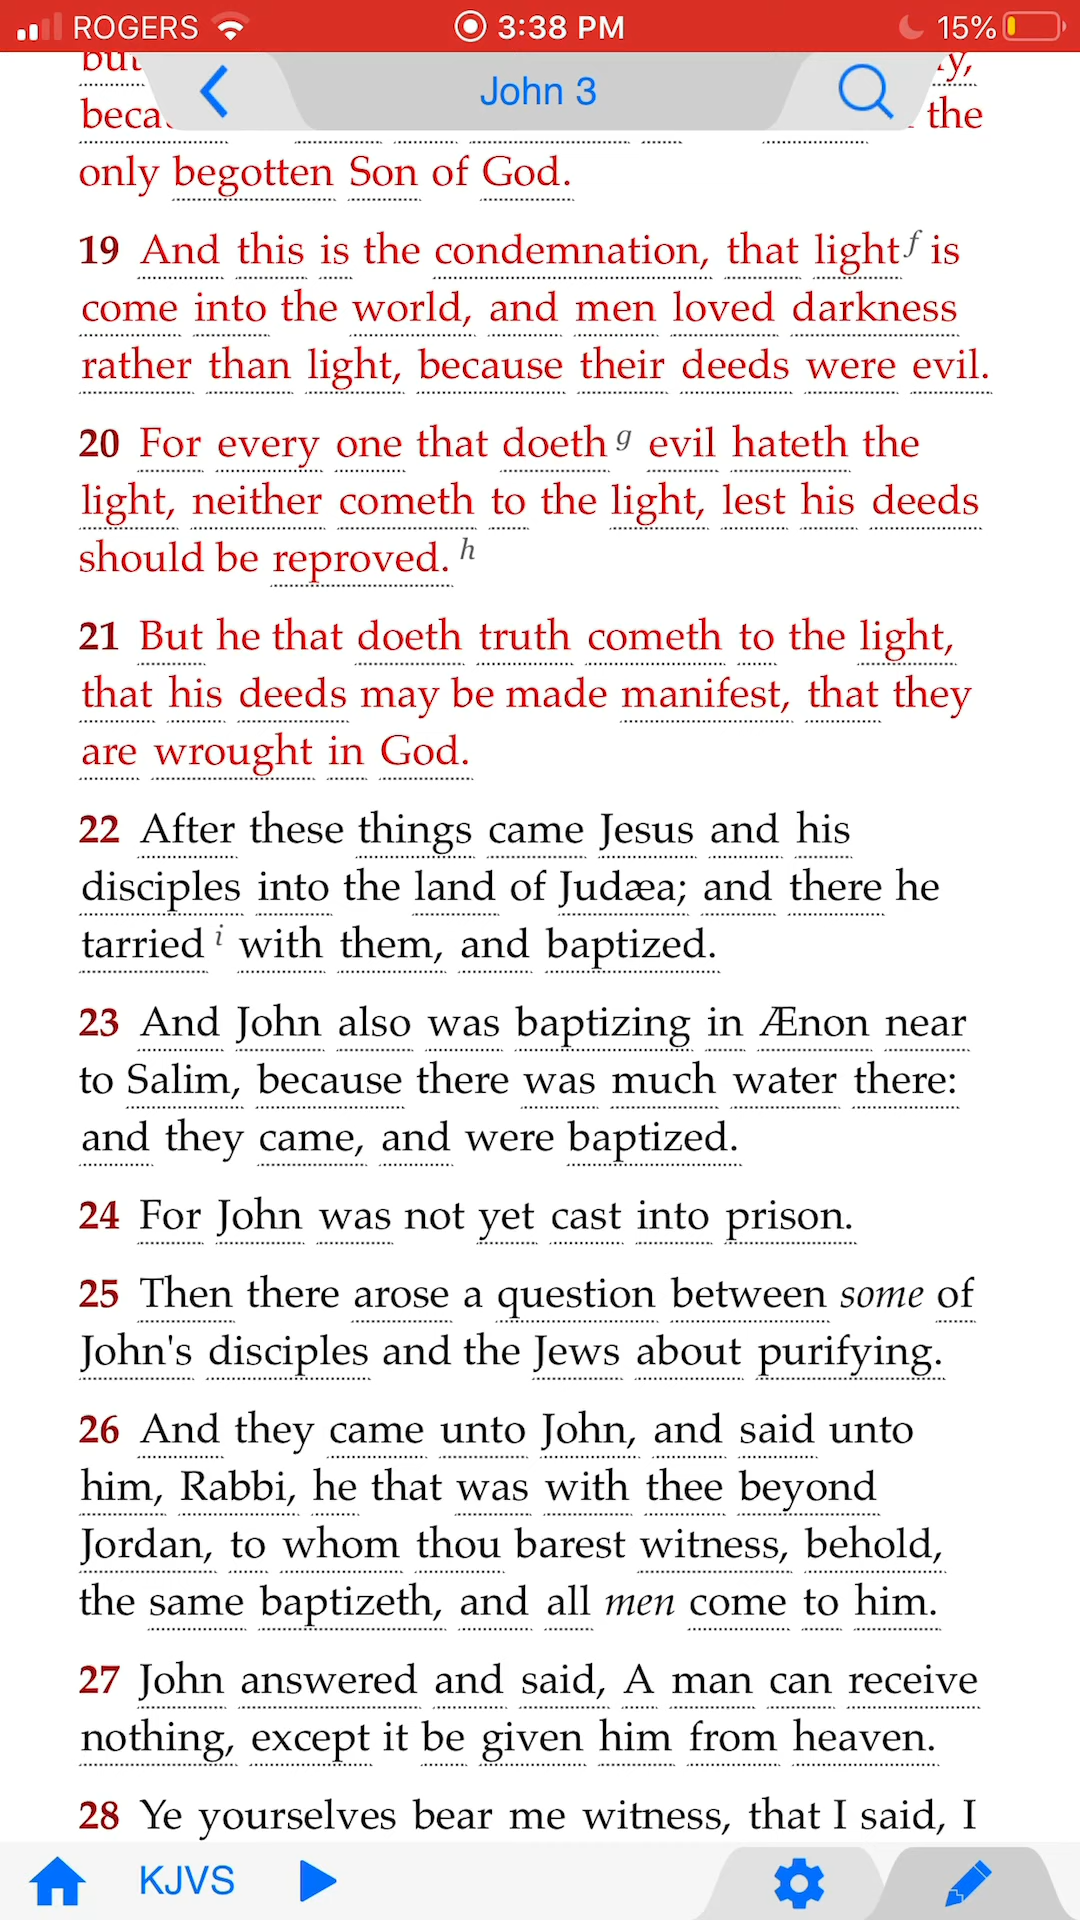 ROGERS 3:38 PM 15%
but y,
John 3
beca the
only begotten Son of God.
19 And this is the condemnation, that light f is
come into the world, and men loved darkness
rather than light, because their deeds were evil.
20 For every one that doeth g evil hateth the
light, neither cometh to the light, lest his deeds
should be reproved. h
21 But he that doeth truth cometh to the light,
that his deeds may be made manifest, that they
are wrought in God.
22 After these things came Jesus and his
disciples into the land of Judæa; and there he
tarried i with them, and baptized.
23 And John also was baptizing in Ænon near
to Salim, because there was much water there:
and they came, and were baptized.
24 For John was not yet cast into prison.
25 Then there arose a question between some of
John's disciples and the Jews about purifying.
26 And they came unto John, and said unto
him, Rabbi, he that was with thee beyond
Jordan, to whom thou barest witness, behold,
the same baptizeth, and all men come to him.
27 John answered and said, A man can receive
nothing, except it be given him from heaven.
28 Ye yourselves bear me witness, that I said, I
KJVS